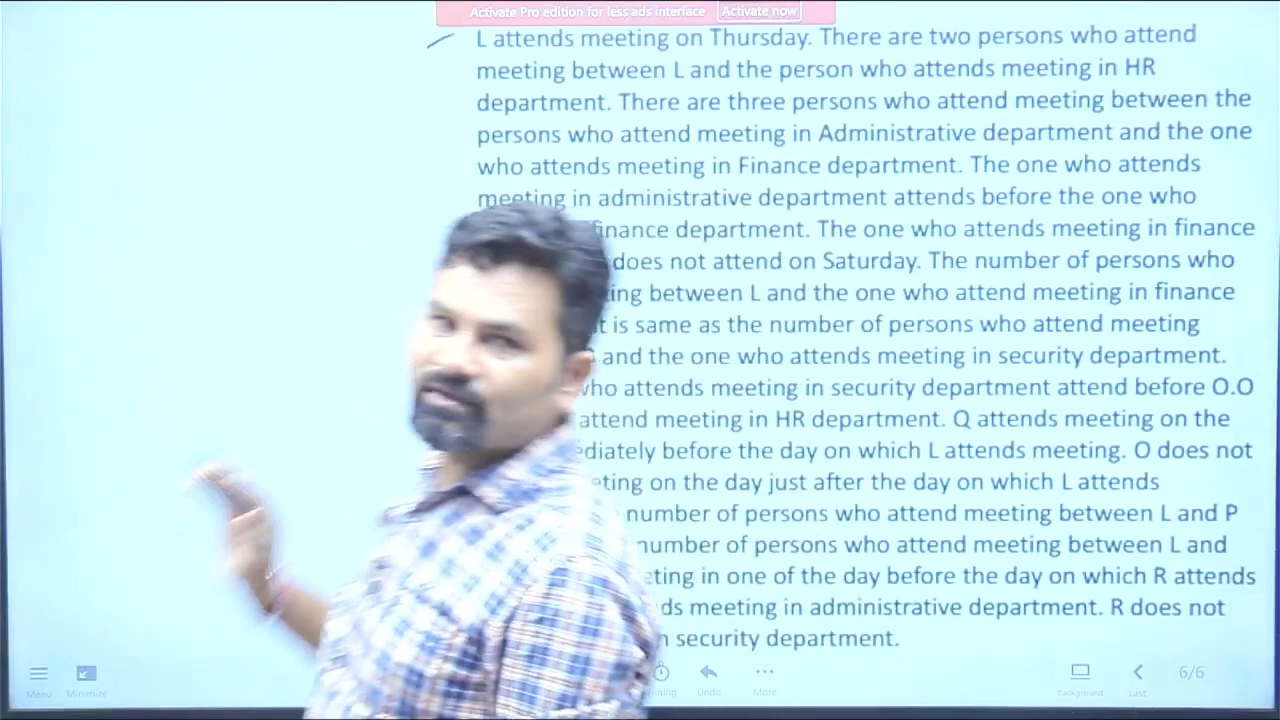 Activate Pro edition for less ads interface Activate now
L attends meeting on Thursday. There are two persons who attend
meeting between L and the person who attends meeting in HR
department. There are three persons who attend meeting between the
persons who attend meeting in Administrative department and the one
who attends meeting in Finance department. The one who attends
meeting in administrative department attends before the one who
finance department. The one who attends meeting in finance
does not attend on Saturday. The number of persons who
between L and the one who attend meeting in finance
is same as the number of persons who attend meeting
and the one who attends meeting in security department.
who attends meeting in security department attend before O.O
attend meeting in HR department. Q attends meeting on the
before the day on which L attends meeting. O does not
on the day just after the day on which L attends
number of persons who attend meeting between L and P
number of persons who attend meeting between L and
in one of the day before the day on which R attends
meeting in administrative department. R does not
security department.
Menu Minimize Undo More Background Last 6/6